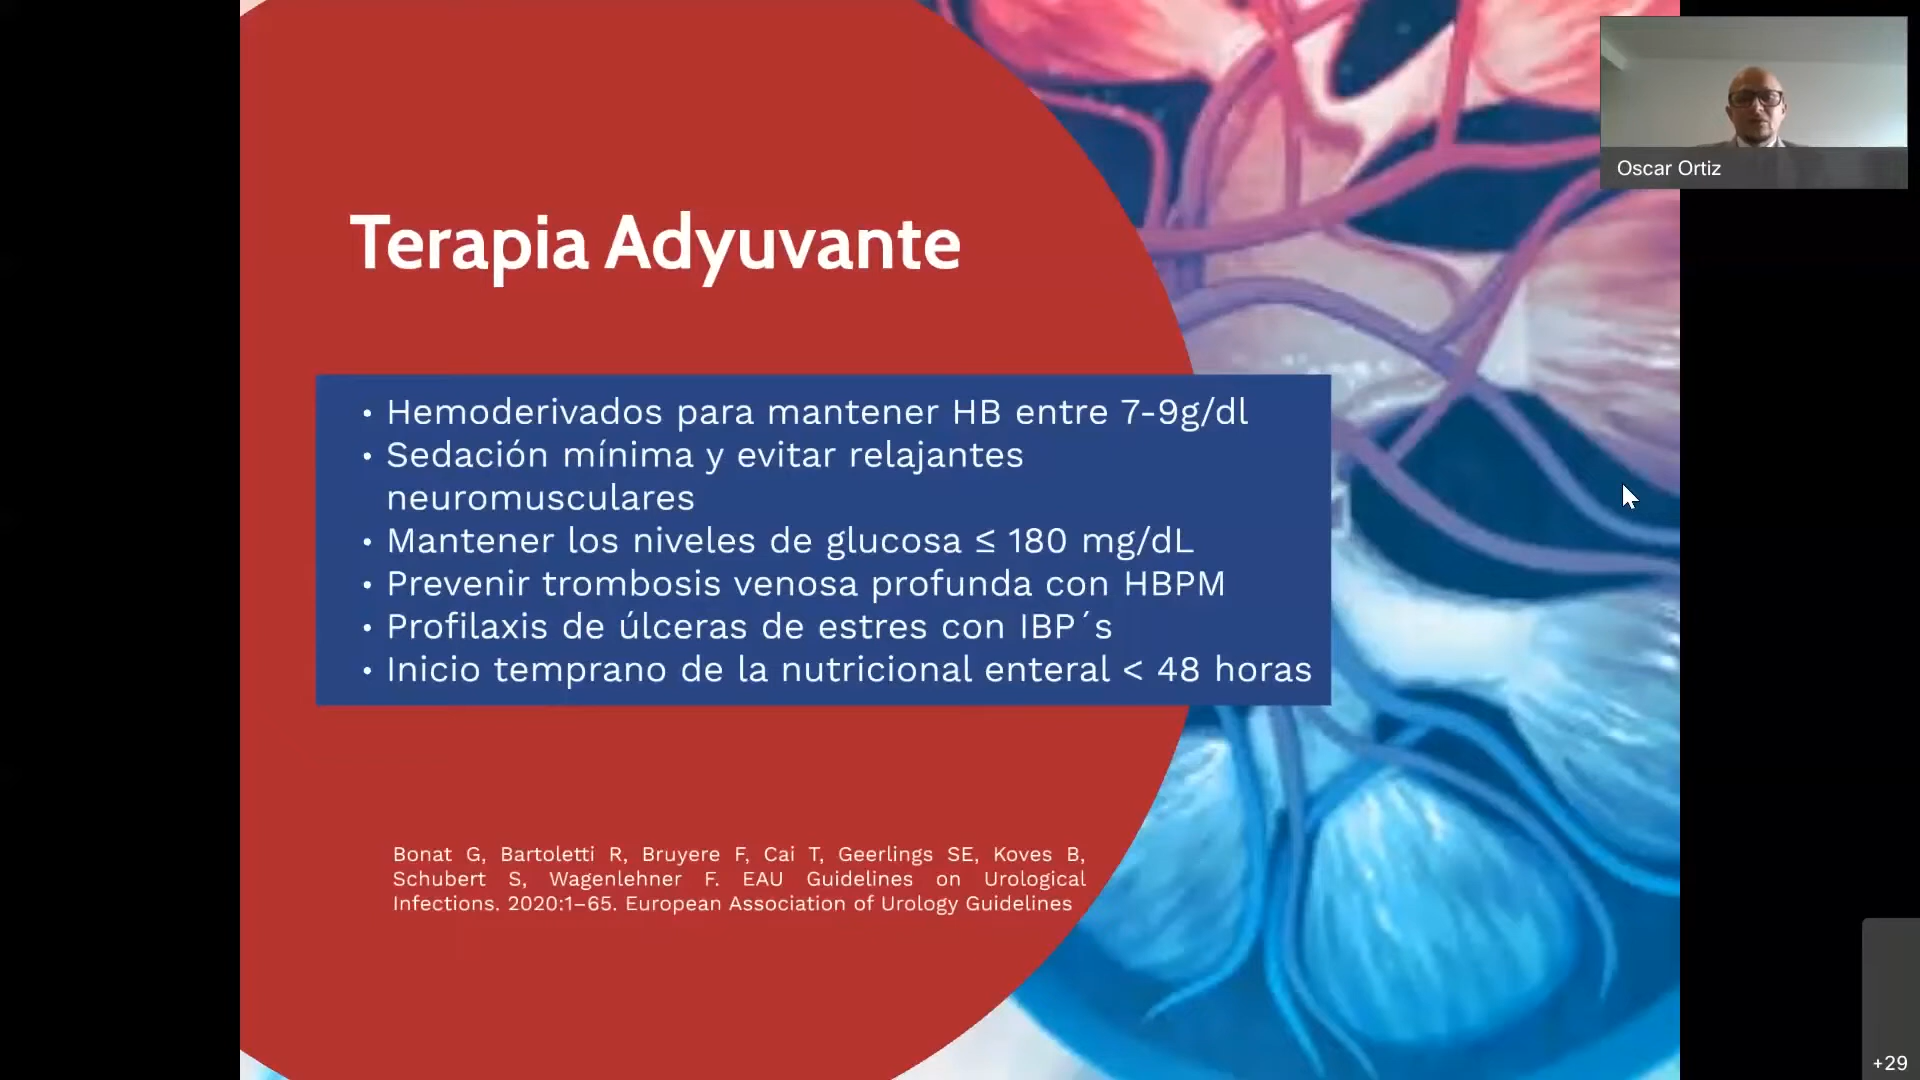 Oscar Ortiz
Terapia Adyuvante
• Hemoderivados para mantener HB entre 7-9g/dl
• Sedación mínima y evitar relajantes
neuromusculares
• Mantener los niveles de glucosa ≤ 180 mg/dL
• Prevenir trombosis venosa profunda con HBPM
• Profilaxis de úlceras de estres con IBP´s
• Inicio temprano de la nutricional enteral < 48 horas
Bonat G, Bartoletti R, Bruyere F, Cai T, Geerlings SE, Koves B,
Schubert S, Wagenlehner F. EAU Guidelines on Urological
Infections. 2020:1–65. European Association of Urology Guidelines
+29